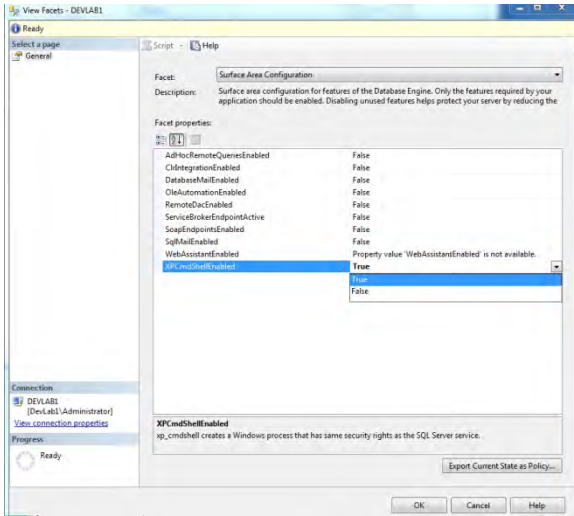 View Facets - DEVLAB1
Ready
Select a page
General
Script
Help
Facet: Surface Area Configuration
Description: Surface area configuration for features of the Database Engine. Only the features required by your
application should be enabled. Disabling unused features helps protect your server by reducing the
Facet properties:
AdHocRemoteQueriesEnabled False
ClrIntegrationEnabled False
DatabaseMailEnabled False
OleAutomationEnabled False
RemoteDacEnabled False
ServiceBrokerEndpointActive False
SoapEndpointsEnabled False
SqlMailEnabled False
WebAssistantEnabled Property value 'WebAssistantEnabled' is not available.
XPCmdShellEnabled True
True
False
Connection
DEVLAB1
[DevLab1\Administrator]
View connection properties
Progress
Ready
XPCmdShellEnabled
xp_cmdshell creates a Windows process that has same security rights as the SQL Server service.
Export Current State as Policy...
OK Cancel Help